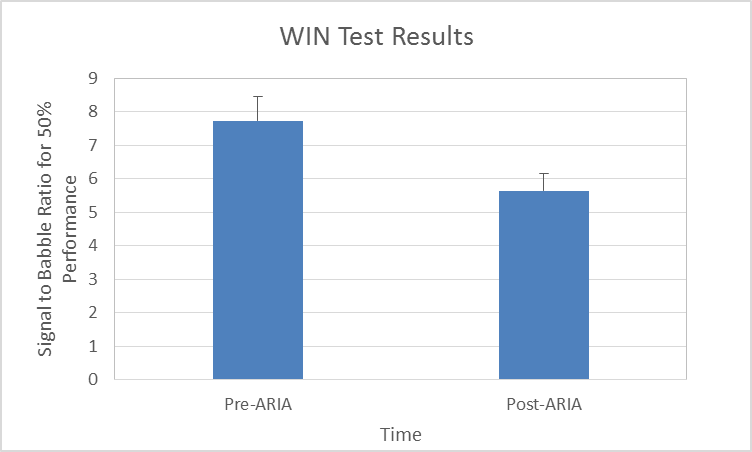 WIN Test Results
Signal to Babble Ratio for 50%
Performance
9
8
7
6
5
4
3
2
1
0
Pre-ARIA
Post-ARIA
Time